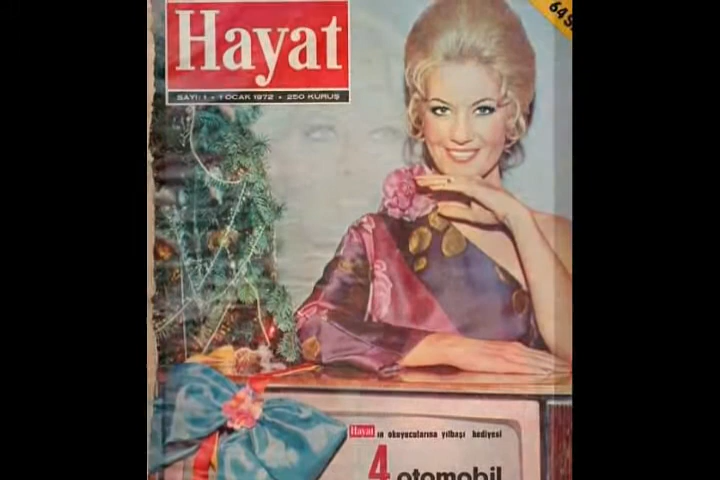 Hayat
SAYI: 1 • 1 OCAK 1972 • 250 KURUŞ
Hayat ın okuyucularına yılbaşı hediyesi
4 otomobil